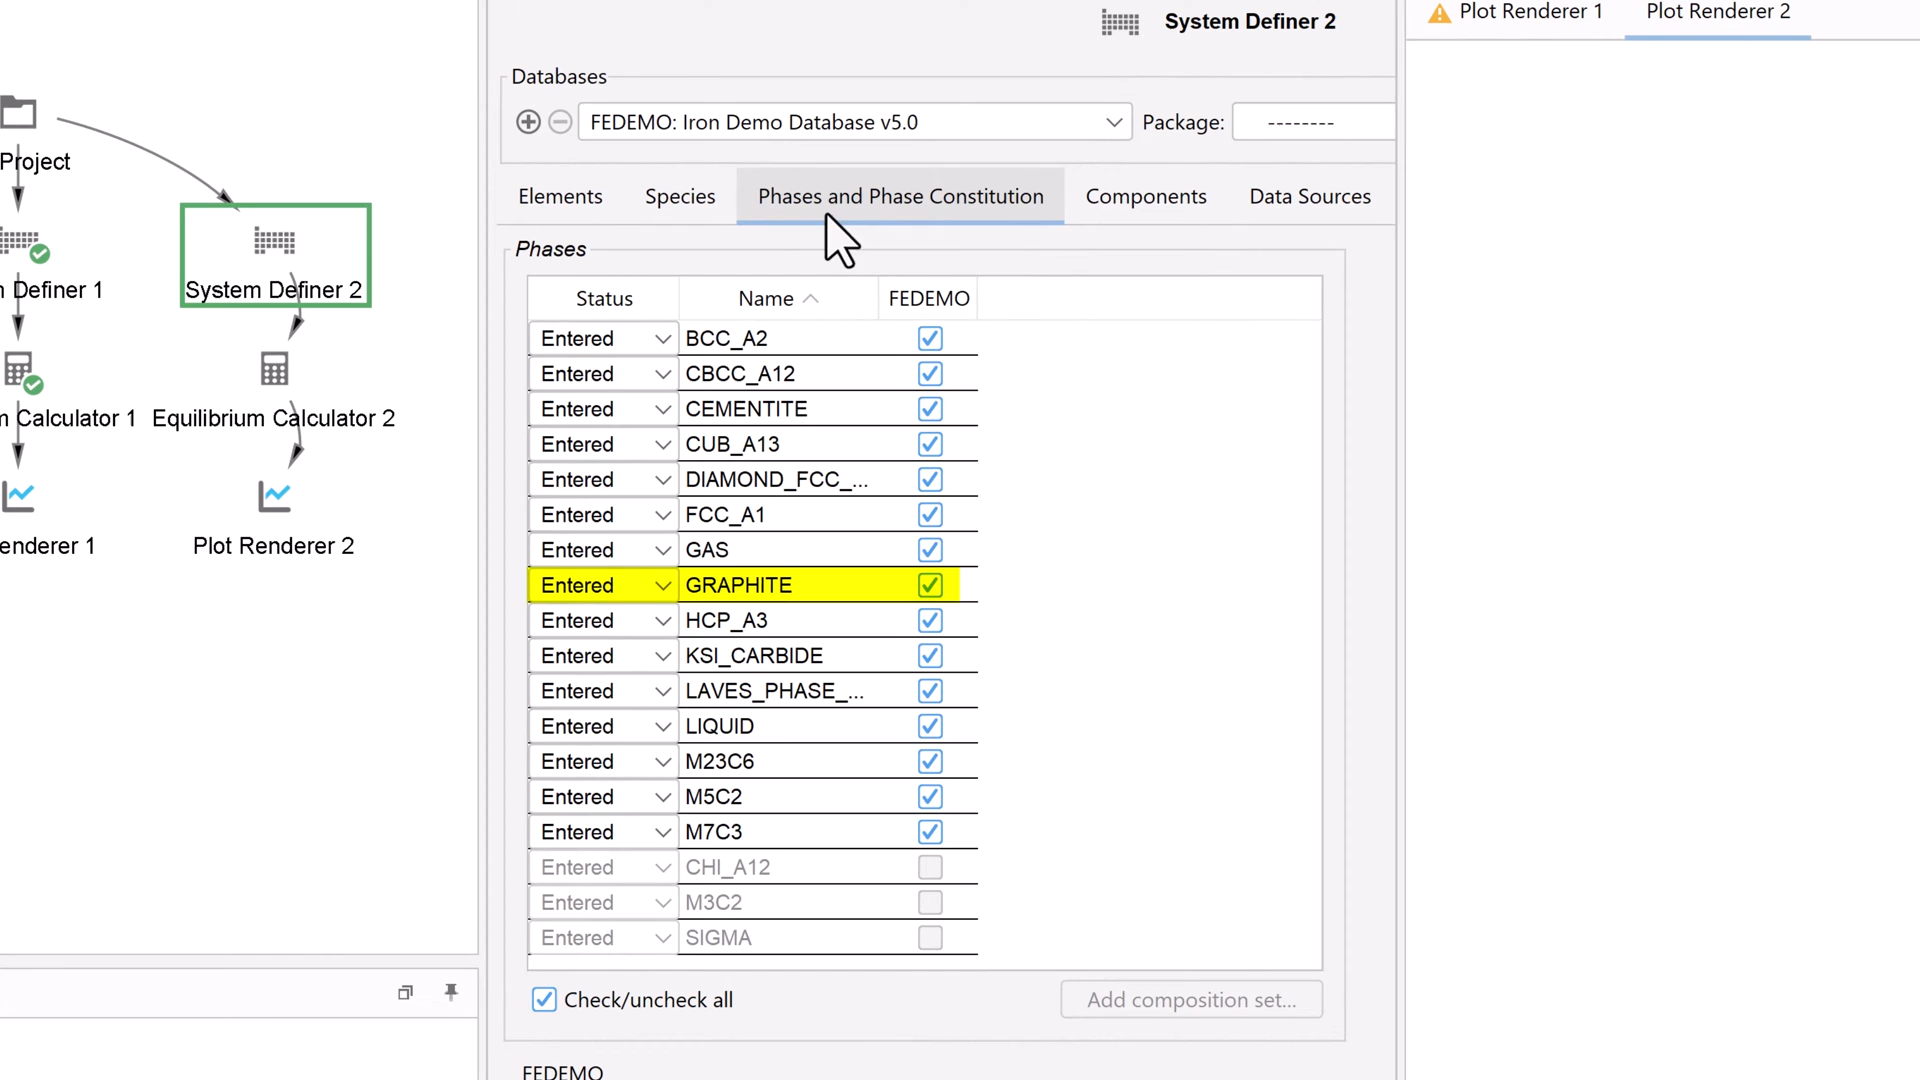 Plot Renderer 1
Plot Renderer 2
System Definer 2
Databases
FEDEMO: Iron Demo Database v5.0
Package:
--------
Elements
Species
Phases and Phase Constitution
Components
Data Sources
Project
n Definer 1
System Definer 2
m Calculator 1
Equilibrium Calculator 2
enderer 1
Plot Renderer 2
Phases
Status Name FEDEMO
Entered BCC_A2
Entered CBCC_A12
Entered CEMENTITE
Entered CUB_A13
Entered DIAMOND_FCC_...
Entered FCC_A1
Entered GAS
Entered GRAPHITE
Entered HCP_A3
Entered KSI_CARBIDE
Entered LAVES_PHASE_...
Entered LIQUID
Entered M23C6
Entered M5C2
Entered M7C3
Entered CHI_A12
Entered M3C2
Entered SIGMA
Check/uncheck all
Add composition set...
FEDEMO